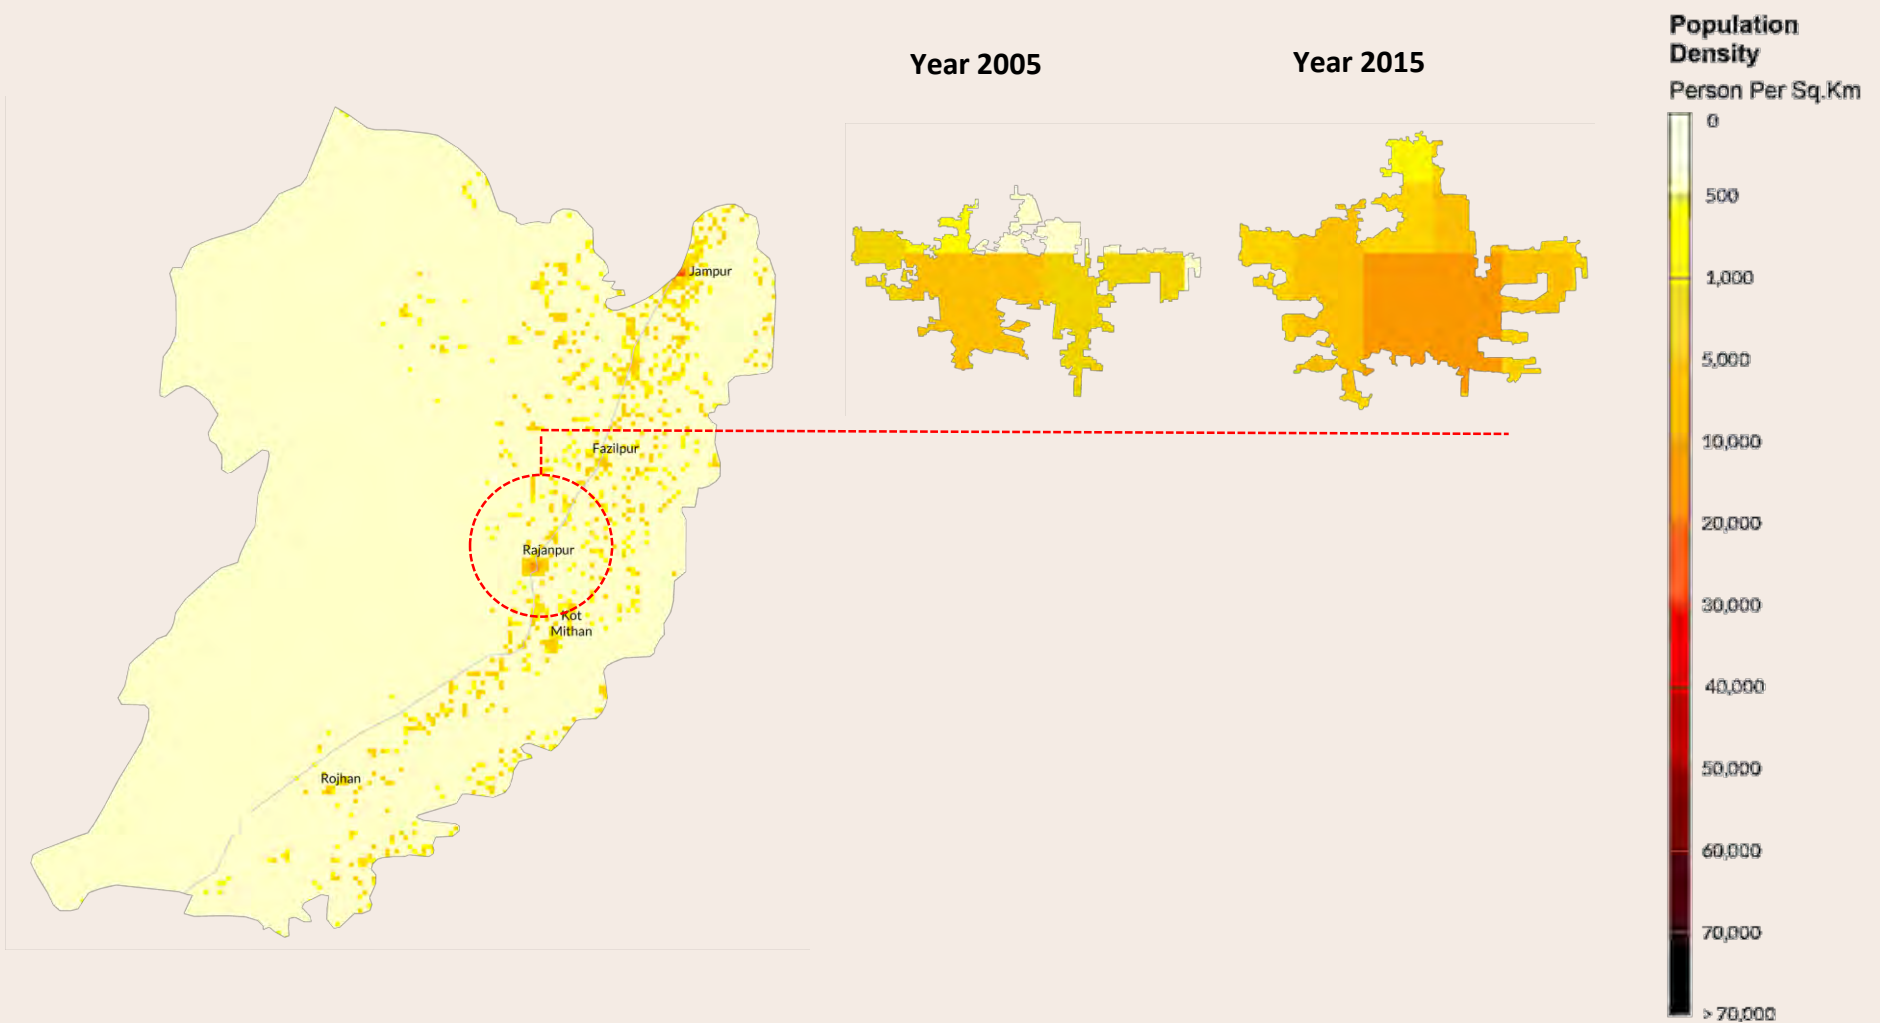 Year 2005
Year 2015
Population
Density
Person Per Sq.Km
0
500
1,000
5,000
10,000
20,000
30,000
40,000
50,000
60,000
70,000
> 70,000
Jampur
Fazilpur
Rajanpur
Kot
Mithan
Rojhan